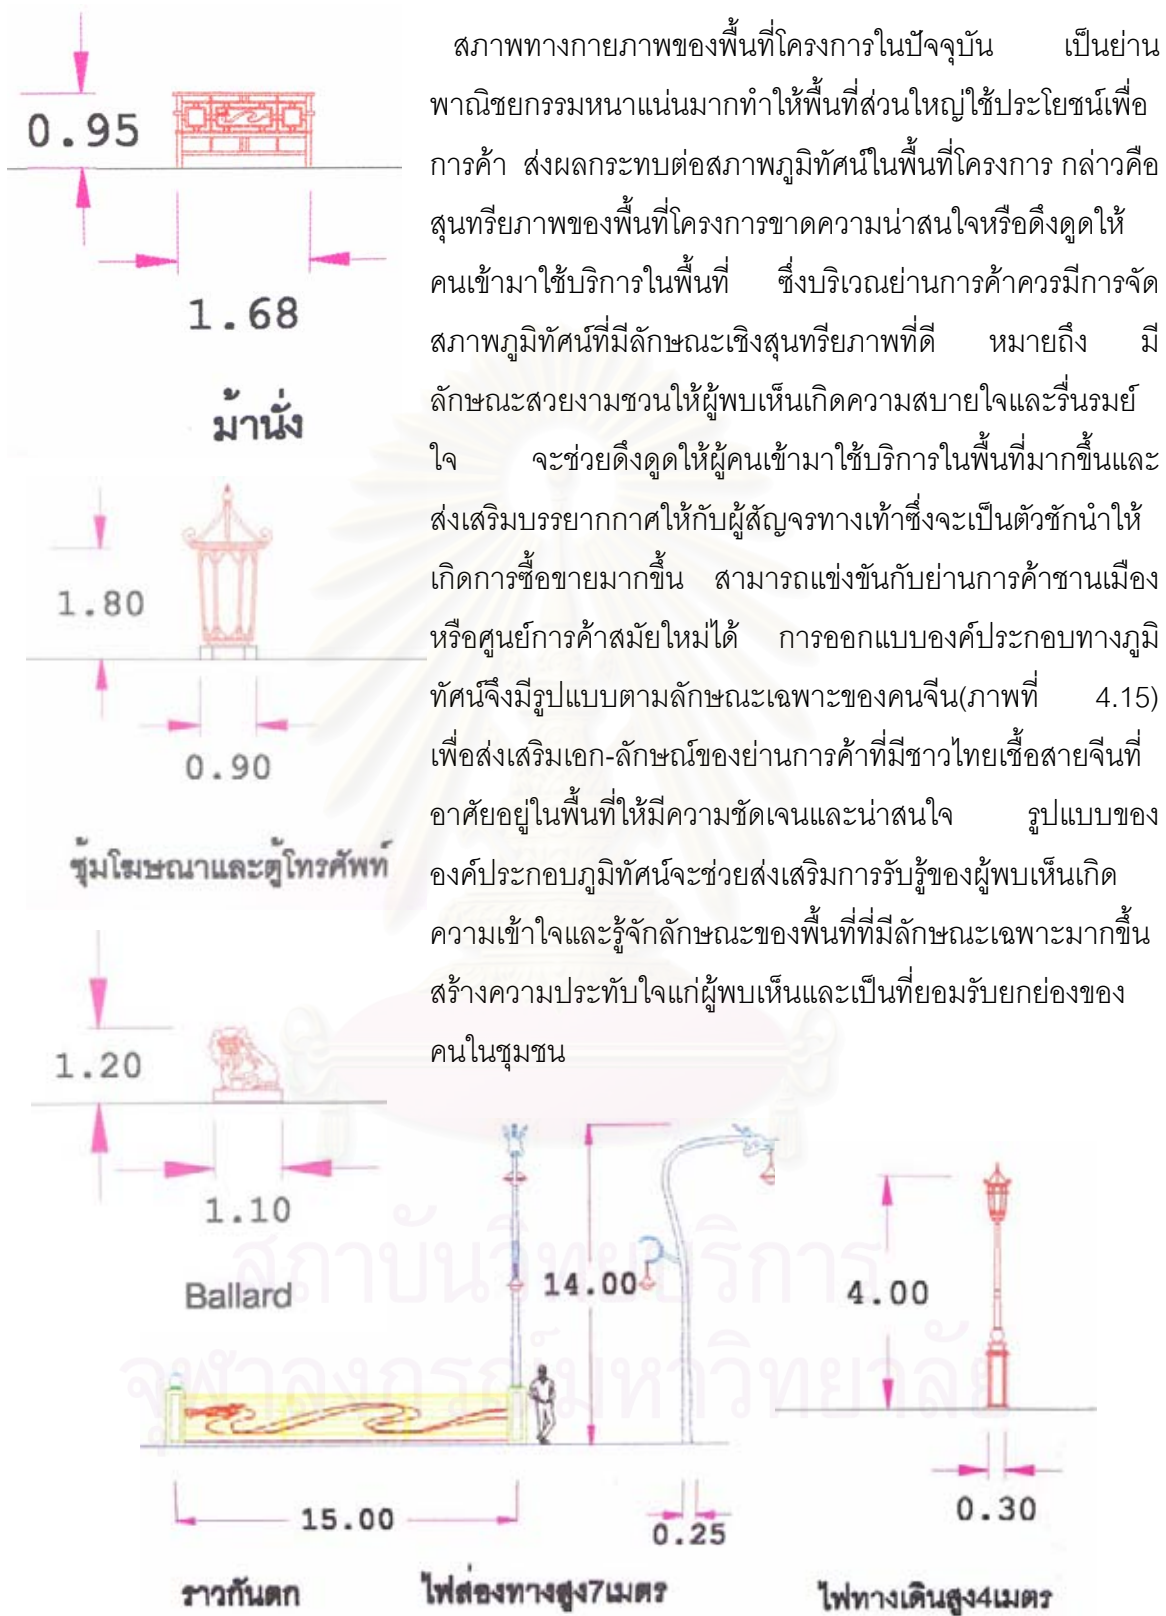 สภาพทางกายภาพของพื้นที่โครงการในปัจจุบัน เป็นย่าน
พาณิชยกรรมหนาแน่นมากทำให้พื้นที่ส่วนใหญ่ใช้ประโยชน์เพื่อ
การค้า ส่งผลกระทบต่อสภาพภูมิทัศน์ในพื้นที่โครงการ กล่าวคือ
สุนทรียภาพของพื้นที่โครงการขาดความน่าสนใจหรือดึงดูดให้
คนเข้ามาใช้บริการในพื้นที่ ซึ่งบริเวณย่านการค้าควรมีการจัด
สภาพภูมิทัศน์ที่มีลักษณะเชิงสุนทรียภาพที่ดี หมายถึง มี
ลักษณะสวยงามชวนให้ผู้พบเห็นเกิดความสบายใจและรื่นรมย์
ใจ จะช่วยดึงดูดให้ผู้คนเข้ามาใช้บริการในพื้นที่มากขึ้นและ
ส่งเสริมบรรยากกาศให้กับผู้สัญจรทางเท้าซึ่งจะเป็นตัวชักนำให้
เกิดการซื้อขายมากขึ้น สามารถแข่งขันกับย่านการค้าชานเมือง
หรือศูนย์การค้าสมัยใหม่ได้ การออกแบบองค์ประกอบทางภูมิ
ทัศน์จึงมีรูปแบบตามลักษณะเฉพาะของคนจีน(ภาพที่ 4.15)
เพื่อส่งเสริมเอก-ลักษณ์ของย่านการค้าที่มีชาวไทยเชื้อสายจีนที่
อาศัยอยู่ในพื้นที่ให้มีความชัดเจนและน่าสนใจ รูปแบบของ
องค์ประกอบภูมิทัศน์จะช่วยส่งเสริมการรับรู้ของผู้พบเห็นเกิด
ความเข้าใจและรู้จักลักษณะของพื้นที่ที่มีลักษณะเฉพาะมากขึ้น
สร้างความประทับใจแก่ผู้พบเห็นและเป็นที่ยอมรับยกย่องของ
คนในชุมชน
0.95
1.68
ม้านั่ง
1.80
0.90
ซุ้มโฆษณาและตู้โทรศัพท์
1.20
1.10
Ballard
14.00
4.00
15.00
0.25
0.30
ราวกันตก
ไฟส่องทางสูง7เมตร
ไฟทางเดินสูง4เมตร
สถาบันวิทยบริการ
จุฬาลงกรณ์มหาวิทยาลัย